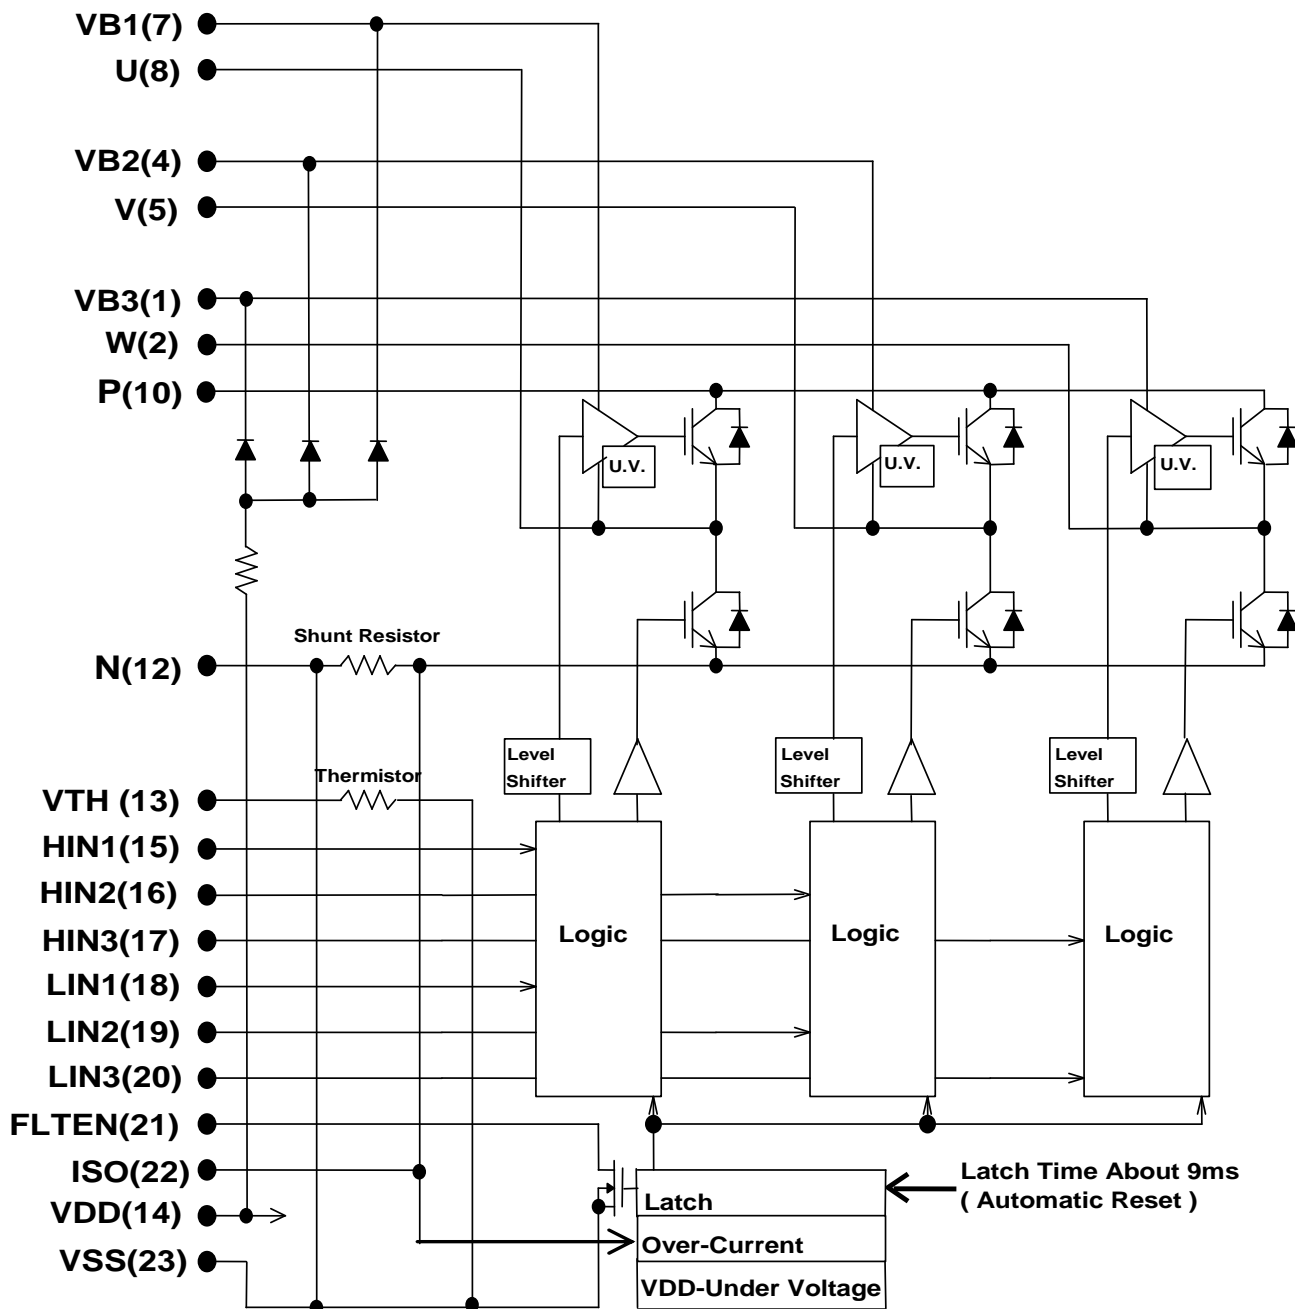 VB1(7)
U(8)
VB2(4)
V(5)
VB3(1)
W(2)
P(10)
U.V.
U.V.
U.V.
Shunt Resistor
N(12)
Level
Shifter
Level
Shifter
Level
Shifter
Thermistor
VTH (13)
HIN1(15)
HIN2(16)
HIN3(17)
LIN1(18)
LIN2(19)
LIN3(20)
Logic
Logic
Logic
FLTEN(21)
ISO(22)
VDD(14)
VSS(23)
Latch
Over-Current
VDD-Under Voltage
Latch Time About 9ms
( Automatic Reset )